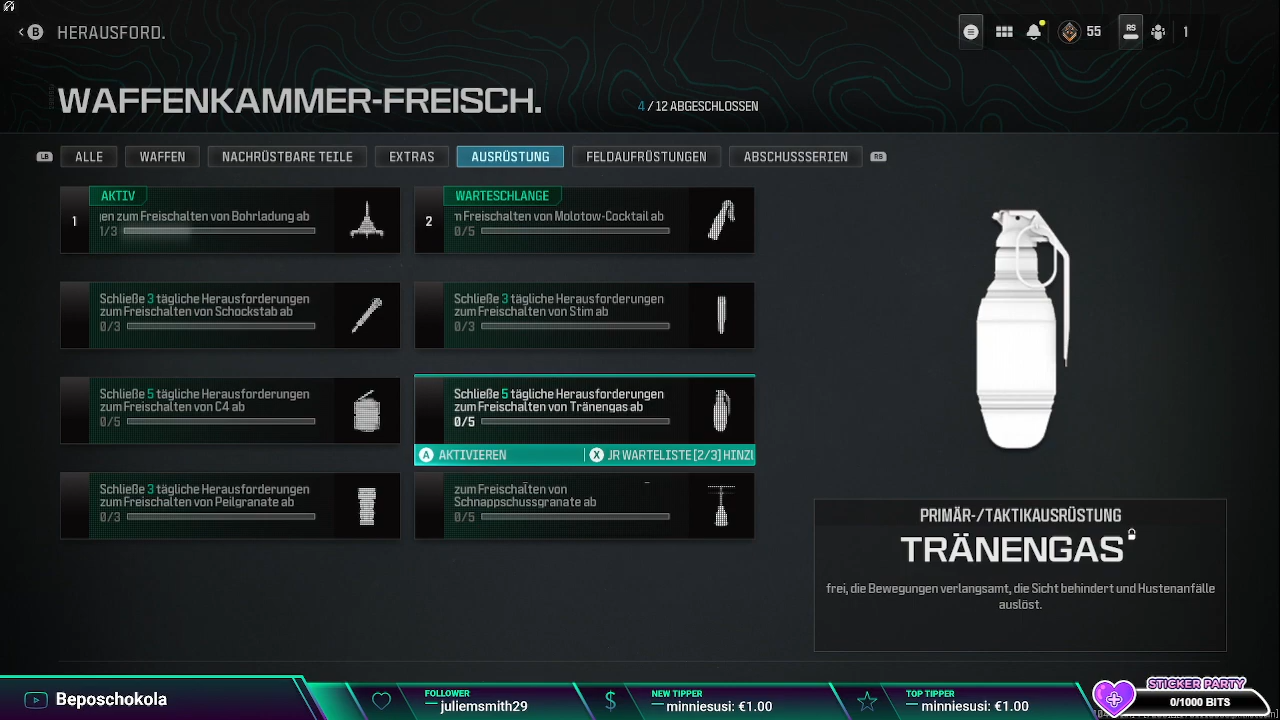 B HERAUSFORD.
55
RS
1
WAFFENKAMMER-FREISCH.
4 / 12 ABGESCHLOSSEN
LB ALLE WAFFEN NACHRÜSTBARE TEILE EXTRAS AUSRÜSTUNG FELDAUFRÜSTUNGEN ABSCHUSSSERIEN RB
AKTIV
1
en zum Freischalten von Bohrladung ab
1/3
WARTESCHLANGE
2
n Freischalten von Molotow-Cocktail ab
0/5
Schließe 3 tägliche Herausforderungen
zum Freischalten von Schockstab ab
0/3
Schließe 3 tägliche Herausforderungen
zum Freischalten von Stim ab
0/3
Schließe 5 tägliche Herausforderungen
zum Freischalten von C4 ab
0/5
Schließe 5 tägliche Herausforderungen
zum Freischalten von Tränengas ab
0/5
A AKTIVIEREN
X JR WARTELISTE [2/3] HINZU
Schließe 3 tägliche Herausforderungen
zum Freischalten von Peilgranate ab
0/3
zum Freischalten von
Schnappschussgranate ab
0/5
PRIMÄR-/TAKTIKAUSRÜSTUNG
TRÄNENGAS
frei, die Bewegungen verlangsamt, die Sicht behindert und Hustenanfälle
auslöst.
Beposchokola
FOLLOWER
juliemsmith29
NEW TIPPER
minniesusi: €1.00
TOP TIPPER
minniesusi: €1.00
STICKER PARTY
0/1000 BITS